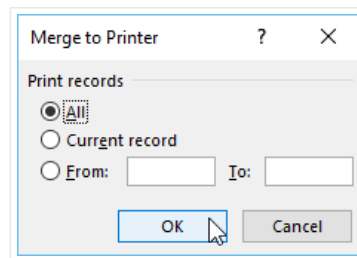 Merge to Printer ?
Print records
All
Current record
From: To:
OK Cancel